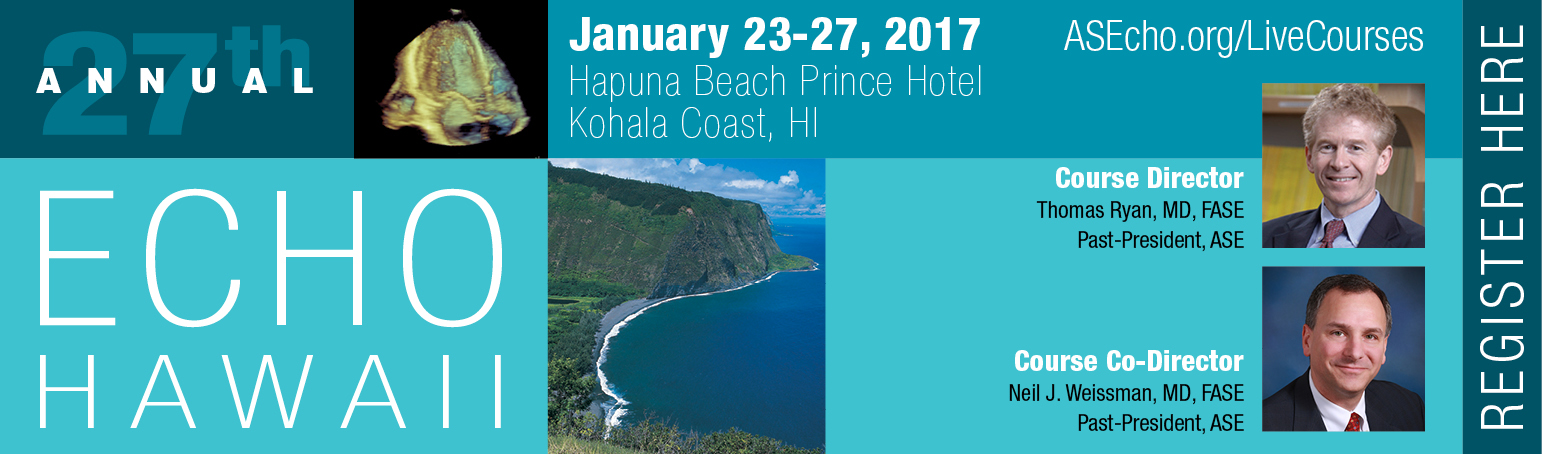 27th
ANNUAL
ECHO
HAWAII
January 23-27, 2017
Hapuna Beach Prince Hotel
Kohala Coast, HI
ASEcho.org/LiveCourses
Course Director
Thomas Ryan, MD, FASE
Past-President, ASE
Course Co-Director
Neil J. Weissman, MD, FASE
Past-President, ASE
REGISTER HERE